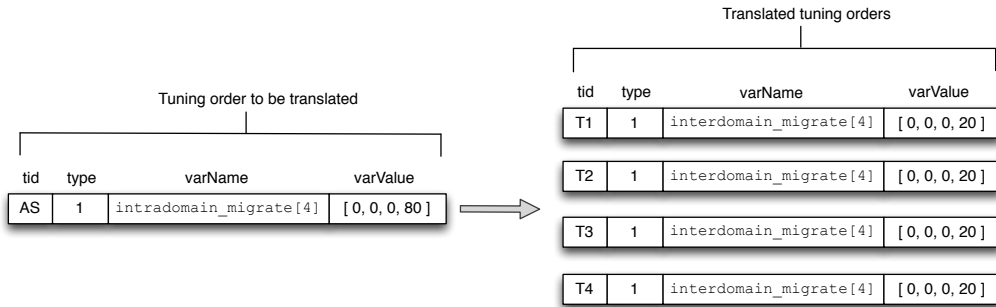 Translated tuning orders
tid type varName varValue
T1 1 interdomain_migrate[4] [ 0, 0, 0, 20 ]
T2 1 interdomain_migrate[4] [ 0, 0, 0, 20 ]
T3 1 interdomain_migrate[4] [ 0, 0, 0, 20 ]
T4 1 interdomain_migrate[4] [ 0, 0, 0, 20 ]
Tuning order to be translated
tid type varName varValue
AS 1 intradomain_migrate[4] [ 0, 0, 0, 80 ]